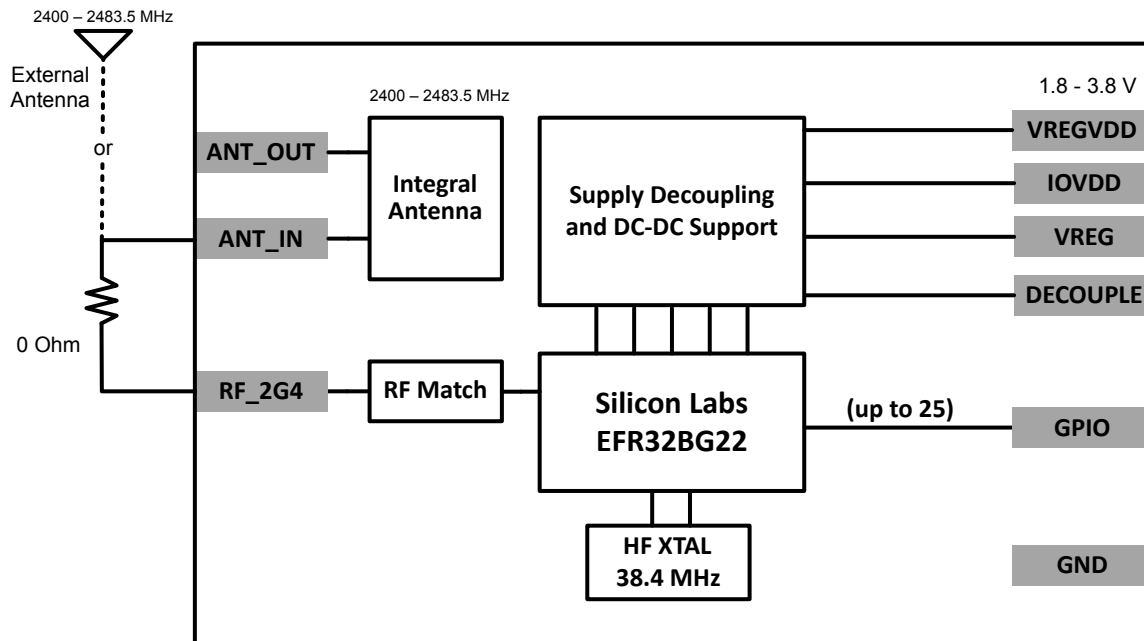 2400 – 2483.5 MHz
External
Antenna
or
0 Ohm
ANT_OUT
ANT_IN
RF_2G4
2400 – 2483.5 MHz
Integral
Antenna
RF Match
Supply Decoupling
and DC-DC Support
Silicon Labs
EFR32BG22
HF XTAL
38.4 MHz
(up to 25)
1.8 - 3.8 V
VREGVDD
IOVDD
VREG
DECOUPLE
GPIO
GND